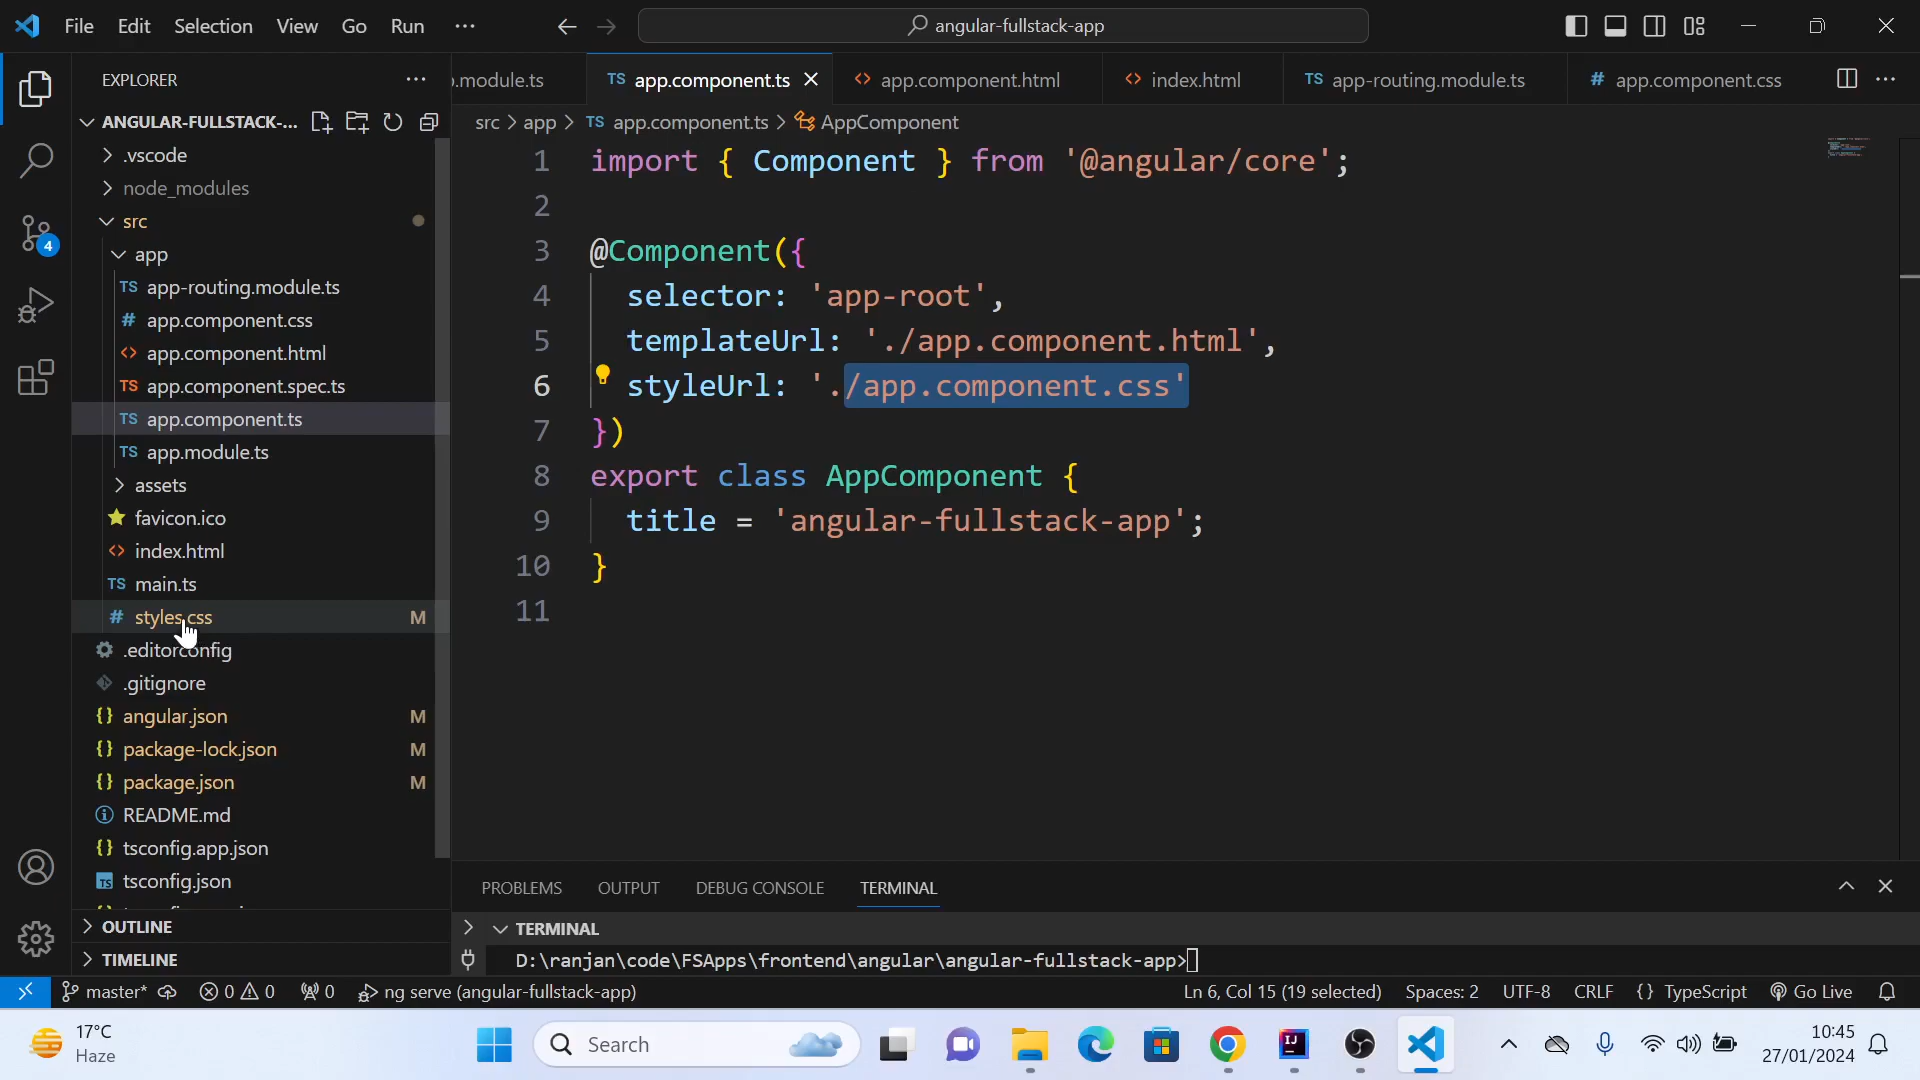 File Edit Selection View Go Run ···
angular-fullstack-app
EXPLORER
ANGULAR-FULLSTACK-...
.vscode
node_modules
src
app
TS app-routing.module.ts
# app.component.css
<> app.component.html
TS app.component.spec.ts
TS app.component.ts
TS app.module.ts
assets
favicon.ico
<> index.html
TS main.ts
# styles.css M
.editorconfig
.gitignore
{} angular.json M
{} package-lock.json M
{} package.json M
README.md
{} tsconfig.app.json
TS tsconfig.json
OUTLINE
TIMELINE
4
.module.ts
TS app.component.ts
<> app.component.html
<> index.html
TS app-routing.module.ts
# app.component.css
src > app > TS app.component.ts > AppComponent
1 import { Component } from '@angular/core';
2
3 @Component({
4 selector: 'app-root',
5 templateUrl: './app.component.html',
6 styleUrl: './app.component.css'
7 })
8 export class AppComponent {
9 title = 'angular-fullstack-app';
10 }
11
PROBLEMS OUTPUT DEBUG CONSOLE TERMINAL
TERMINAL
D:\ranjan\code\FSApps\frontend\angular\angular-fullstack-app>
master* 0 0 0 ng serve (angular-fullstack-app)
Ln 6, Col 15 (19 selected) Spaces: 2 UTF-8 CRLF {} TypeScript Go Live
17°C
Haze
Search
IJ
10:45
27/01/2024